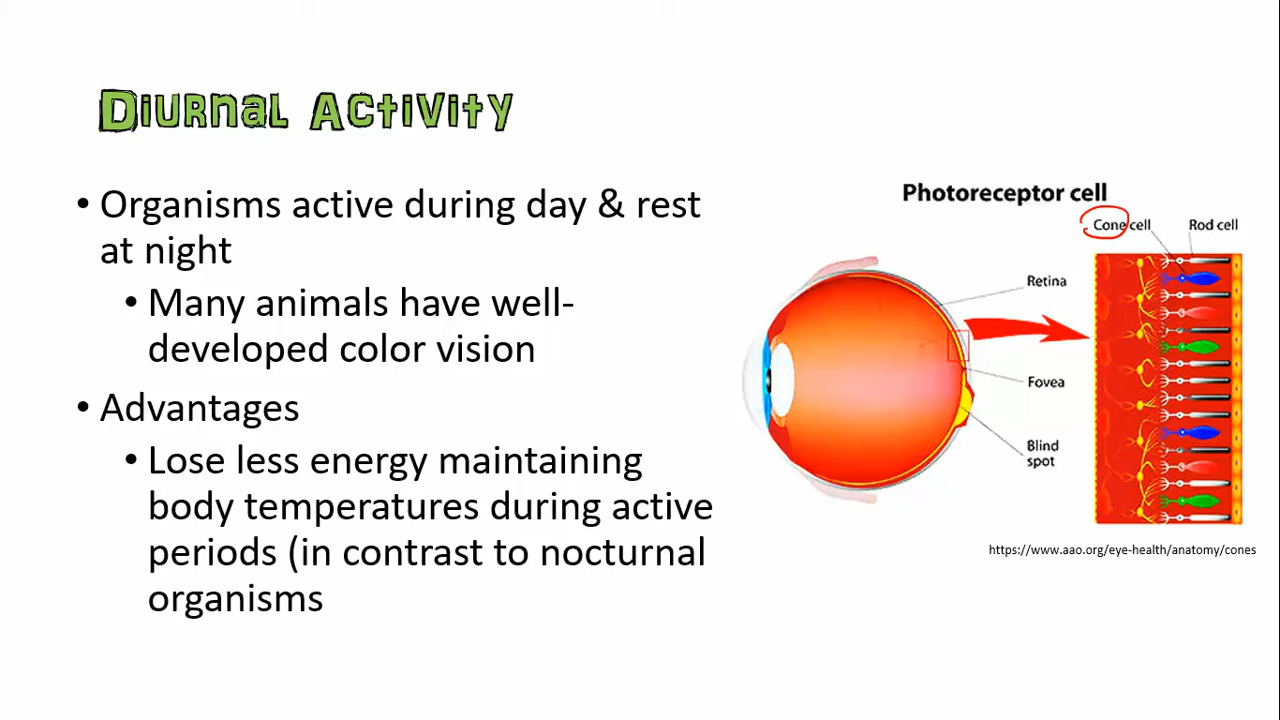 Diurnal Activity
• Organisms active during day & rest
at night
• Many animals have well-
developed color vision
• Advantages
• Lose less energy maintaining
body temperatures during active
periods (in contrast to nocturnal
organisms
Photoreceptor cell
Cone cell
Rod cell
Retina
Fovea
Blind
spot
https://www.aao.org/eye-health/anatomy/cones